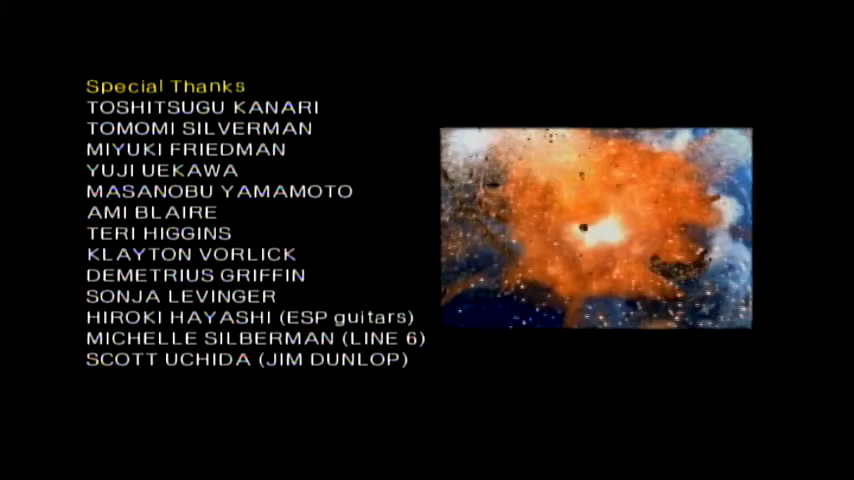 Special Thanks
TOSHITSUGU KANARI
TOMOMI SILVERMAN
MIYUKI FRIEDMAN
YUJI UEKAWA
MASANOBU YAMAMOTO
AMI BLAIRE
TERI HIGGINS
KLAYTON VORLICK
DEMETRIUS GRIFFIN
SONJA LEVINGER
HIROKI HAYASHI (ESP guitars)
MICHELLE SILBERMAN (LINE 6)
SCOTT UCHIDA (JIM DUNLOP)